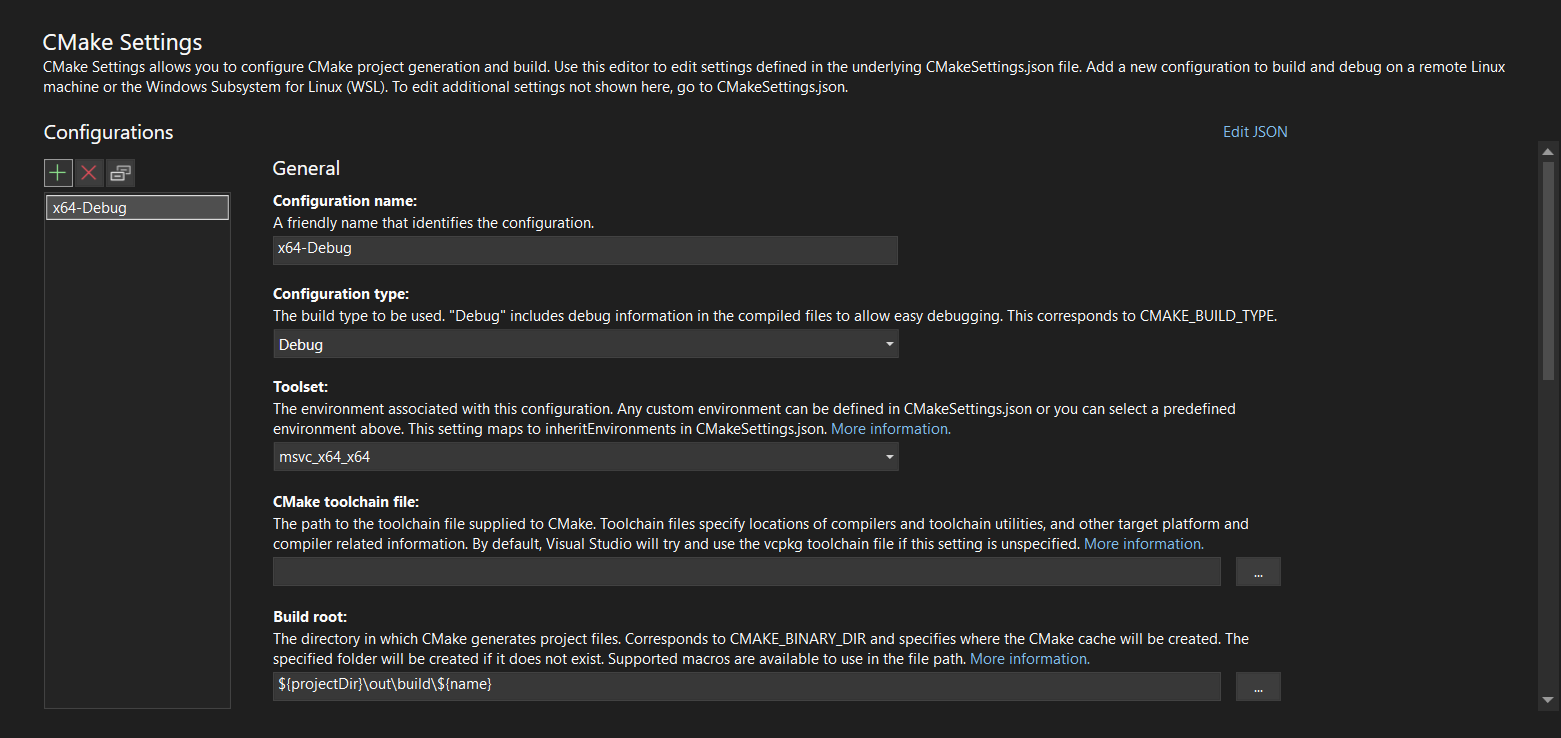 CMake Settings
CMake Settings allows you to configure CMake project generation and build. Use this editor to edit settings defined in the underlying CMakeSettings.json file. Add a new configuration to build and debug on a remote Linux
machine or the Windows Subsystem for Linux (WSL). To edit additional settings not shown here, go to CMakeSettings.json.
Configurations
Edit JSON
x64-Debug
General
Configuration name:
A friendly name that identifies the configuration.
x64-Debug
Configuration type:
The build type to be used. "Debug" includes debug information in the compiled files to allow easy debugging. This corresponds to CMAKE_BUILD_TYPE.
Debug
Toolset:
The environment associated with this configuration. Any custom environment can be defined in CMakeSettings.json or you can select a predefined
environment above. This setting maps to inheritEnvironments in CMakeSettings.json. More information.
msvc_x64_x64
CMake toolchain file:
The path to the toolchain file supplied to CMake. Toolchain files specify locations of compilers and toolchain utilities, and other target platform and
compiler related information. By default, Visual Studio will try and use the vcpkg toolchain file if this setting is unspecified. More information.
...
Build root:
The directory in which CMake generates project files. Corresponds to CMAKE_BINARY_DIR and specifies where the CMake cache will be created. The
specified folder will be created if it does not exist. Supported macros are available to use in the file path. More information.
${projectDir}\out\build\${name}
...